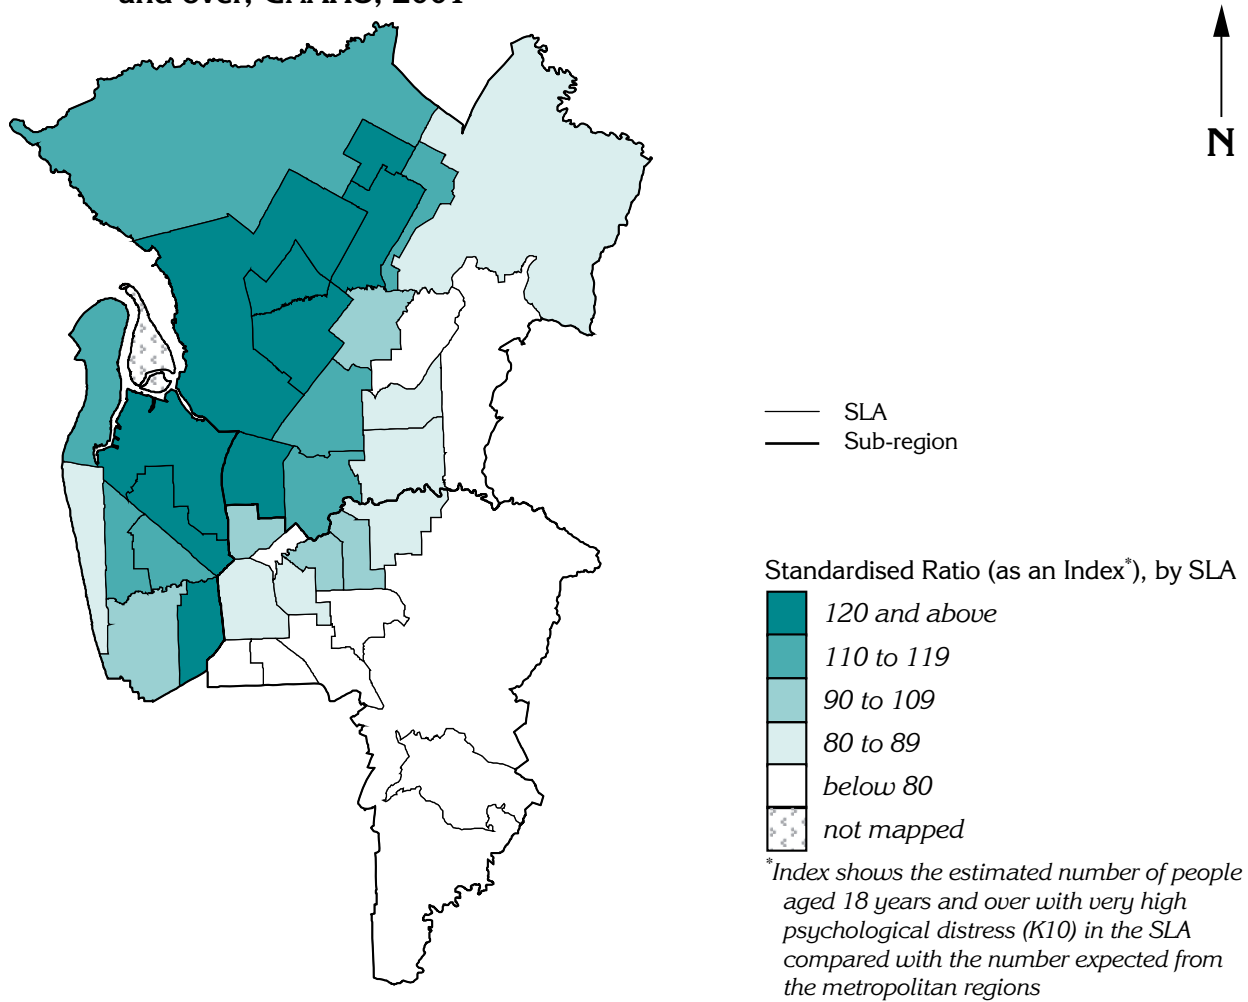 N
SLA
Sub-region
Standardised Ratio (as an Index*), by SLA
120 and above
110 to 119
90 to 109
80 to 89
below 80
not mapped
*Index shows the estimated number of people
aged 18 years and over with very high
psychological distress (K10) in the SLA
compared with the number expected from
the metropolitan regions